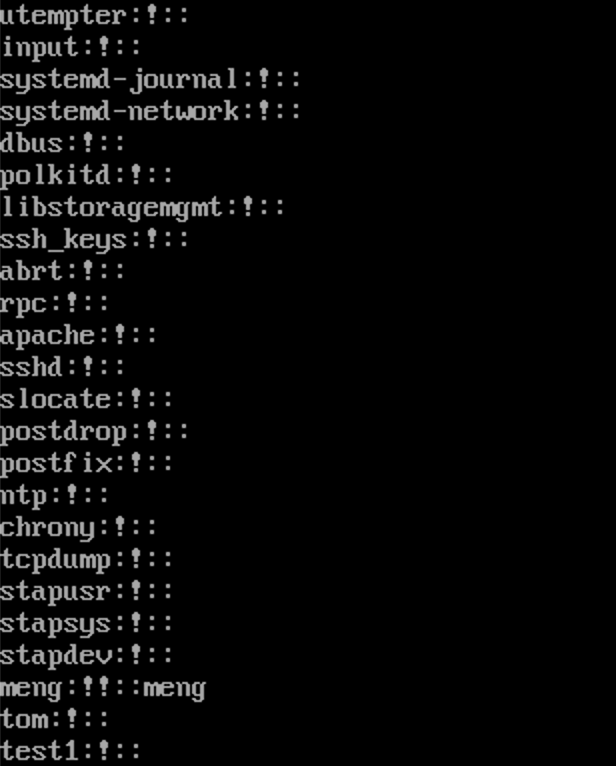 utempter:!::
input:!::
systemd-journal:!::
systemd-network:!::
dbus:!::
polkitd:!::
libstoragemgmt:!::
ssh_keys:!::
abrt:!::
rpc:!::
apache:!::
sshd:!::
slocate:!::
postdrop:!::
postfix:!::
ntp:!::
chrony:!::
tcpdump:!::
stapusr:!::
stapsys:!::
stapdev:!::
meng:!!::meng
tom:!::
test1:!::